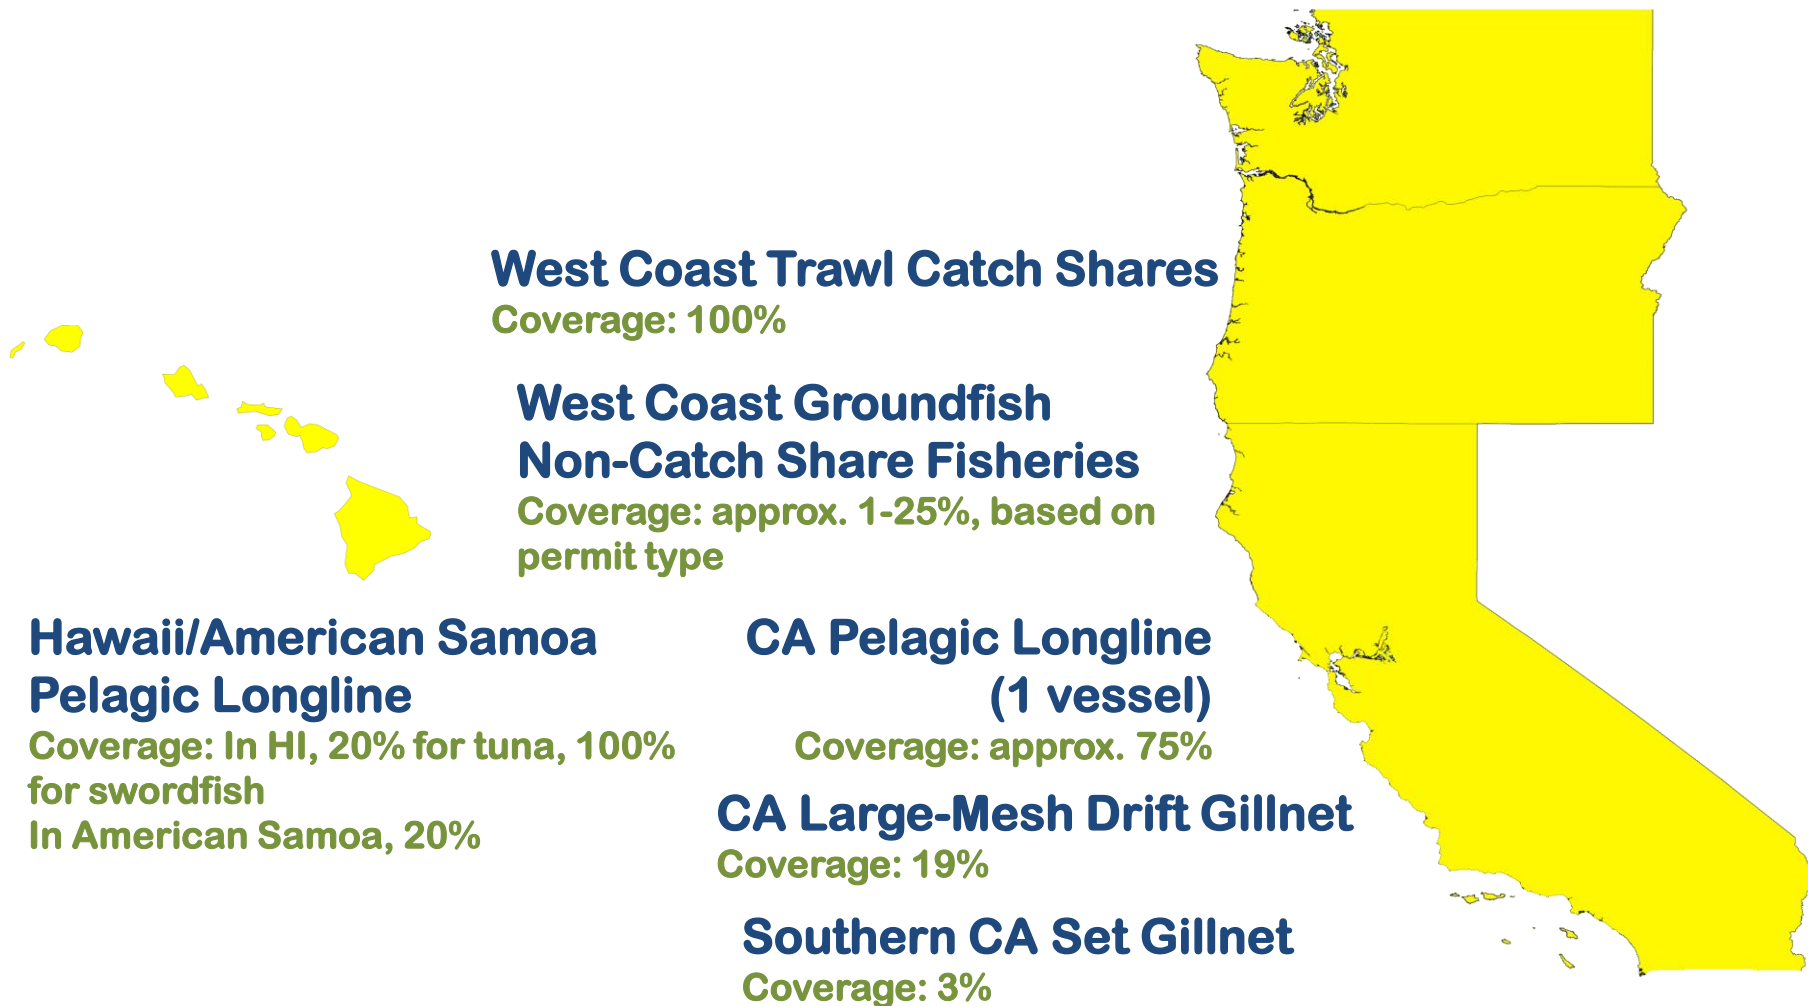 West Coast Trawl Catch Shares
Coverage: 100%
West Coast Groundfish
Non-Catch Share Fisheries
Coverage: approx. 1-25%, based on
permit type
Hawaii/American Samoa
Pelagic Longline
Coverage: In HI, 20% for tuna, 100%
for swordfish
In American Samoa, 20%
CA Pelagic Longline
(1 vessel)
Coverage: approx. 75%
CA Large-Mesh Drift Gillnet
Coverage: 19%
Southern CA Set Gillnet
Coverage: 3%